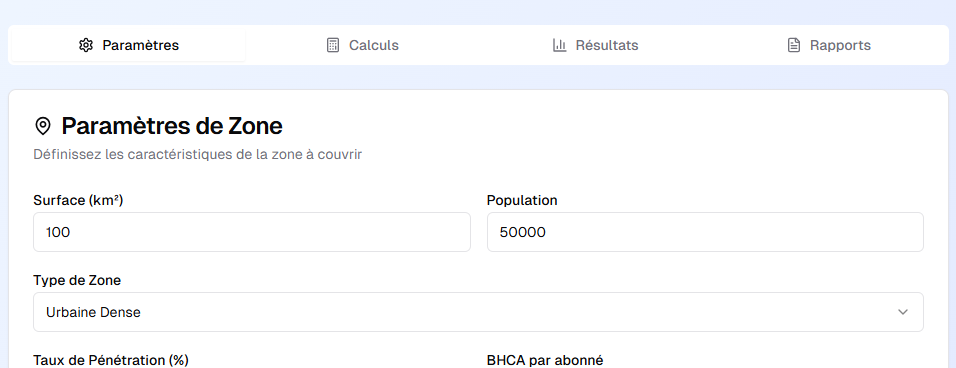 Paramètres
Calculs
Résultats
Rapports
Paramètres de Zone
Définissez les caractéristiques de la zone à couvrir
Surface (km²)
Population
100
50000
Type de Zone
Urbaine Dense
Taux de Pénétration (%)
BHCA par abonné